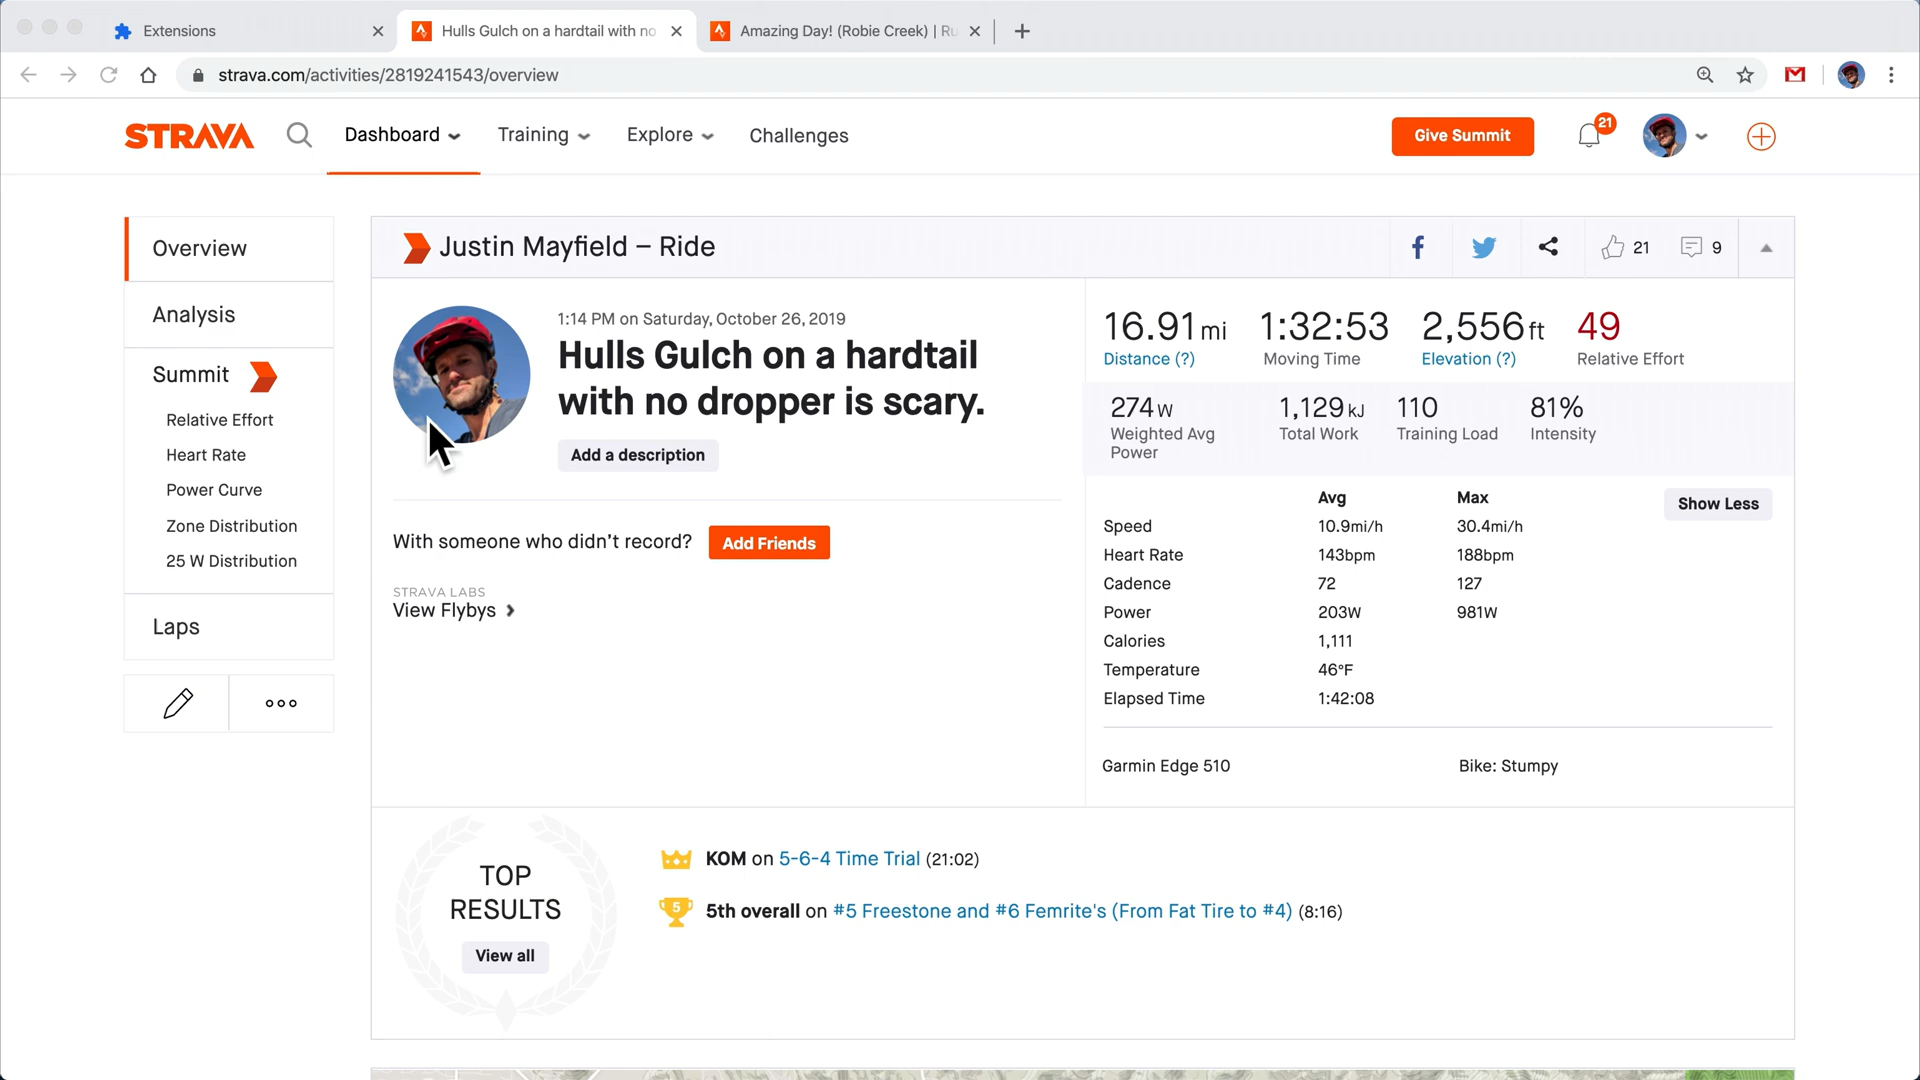 Extensions
Hulls Gulch on a hardtail with no
Amazing Day! (Robie Creek) | Ru
strava.com/activities/2819241543/overview
STRAVA
Dashboard
Training
Explore
Challenges
Give Summit
21
Overview
Analysis
Summit
Relative Effort
Heart Rate
Power Curve
Zone Distribution
25 W Distribution
Laps
Justin Mayfield – Ride
21
9
1:14 PM on Saturday, October 26, 2019
Hulls Gulch on a hardtail
with no dropper is scary.
Add a description
With someone who didn't record?
Add Friends
STRAVA LABS
View Flybys
16.91 mi
Distance (?)
1:32:53
Moving Time
2,556 ft
Elevation (?)
49
Relative Effort
274 W
Weighted Avg
Power
1,129 kJ
Total Work
110
Training Load
81%
Intensity
Avg Max
Show Less
Speed 10.9mi/h 30.4mi/h
Heart Rate 143bpm 188bpm
Cadence 72 127
Power 203W 981W
Calories 1,111
Temperature 46°F
Elapsed Time 1:42:08
Garmin Edge 510
Bike: Stumpy
TOP
RESULTS
View all
KOM on 5-6-4 Time Trial (21:02)
5
5th overall on #5 Freestone and #6 Femrite's (From Fat Tire to #4) (8:16)